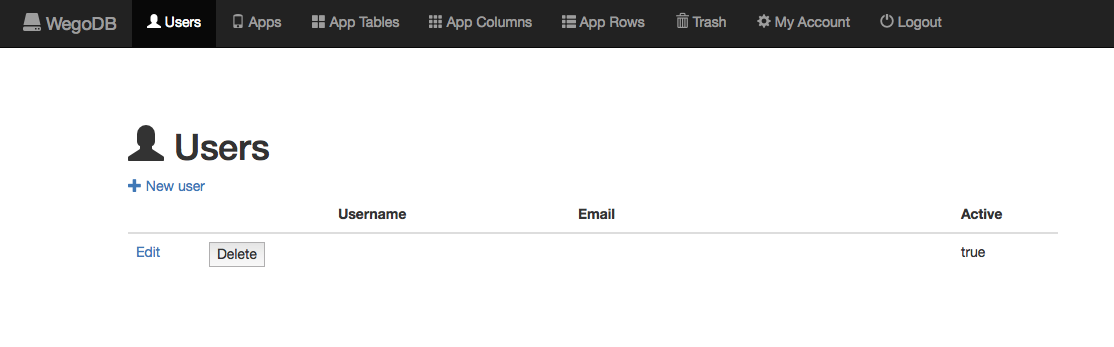 WegoDB Users Apps App Tables App Columns App Rows Trash My Account Logout
Users
New user
Username Email Active
Edit Delete true